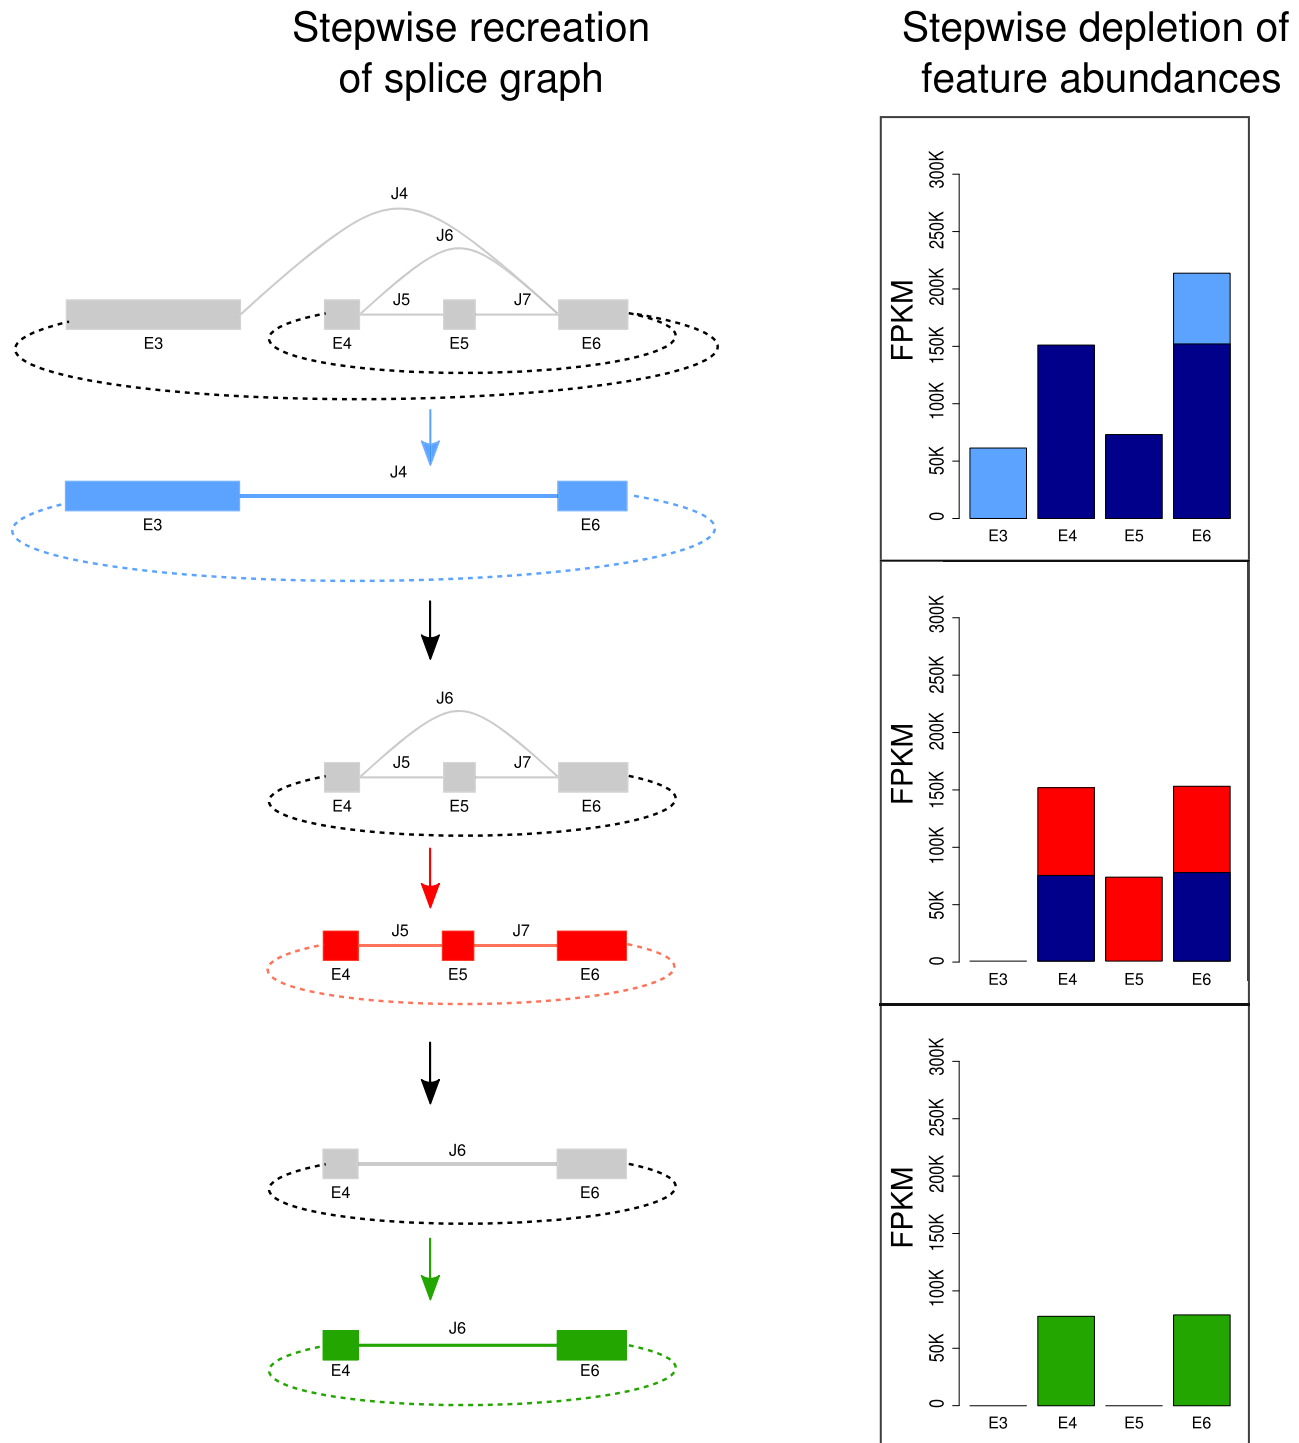 Stepwise recreation
of splice graph
J4
J6
J5
J7
E3
E4
E5
E6
J4
E3
E6
J6
J5
J7
E4
E5
E6
J5
J7
E4
E5
E6
J6
E4
E6
J6
E4
E6
Stepwise depletion of
feature abundances
FPKM
300K
250K
200K
150K
100K
50K
0
E3
E4
E5
E6
FPKM
300K
250K
200K
150K
100K
50K
0
E3
E4
E5
E6
FPKM
300K
250K
200K
150K
100K
50K
0
E3
E4
E5
E6